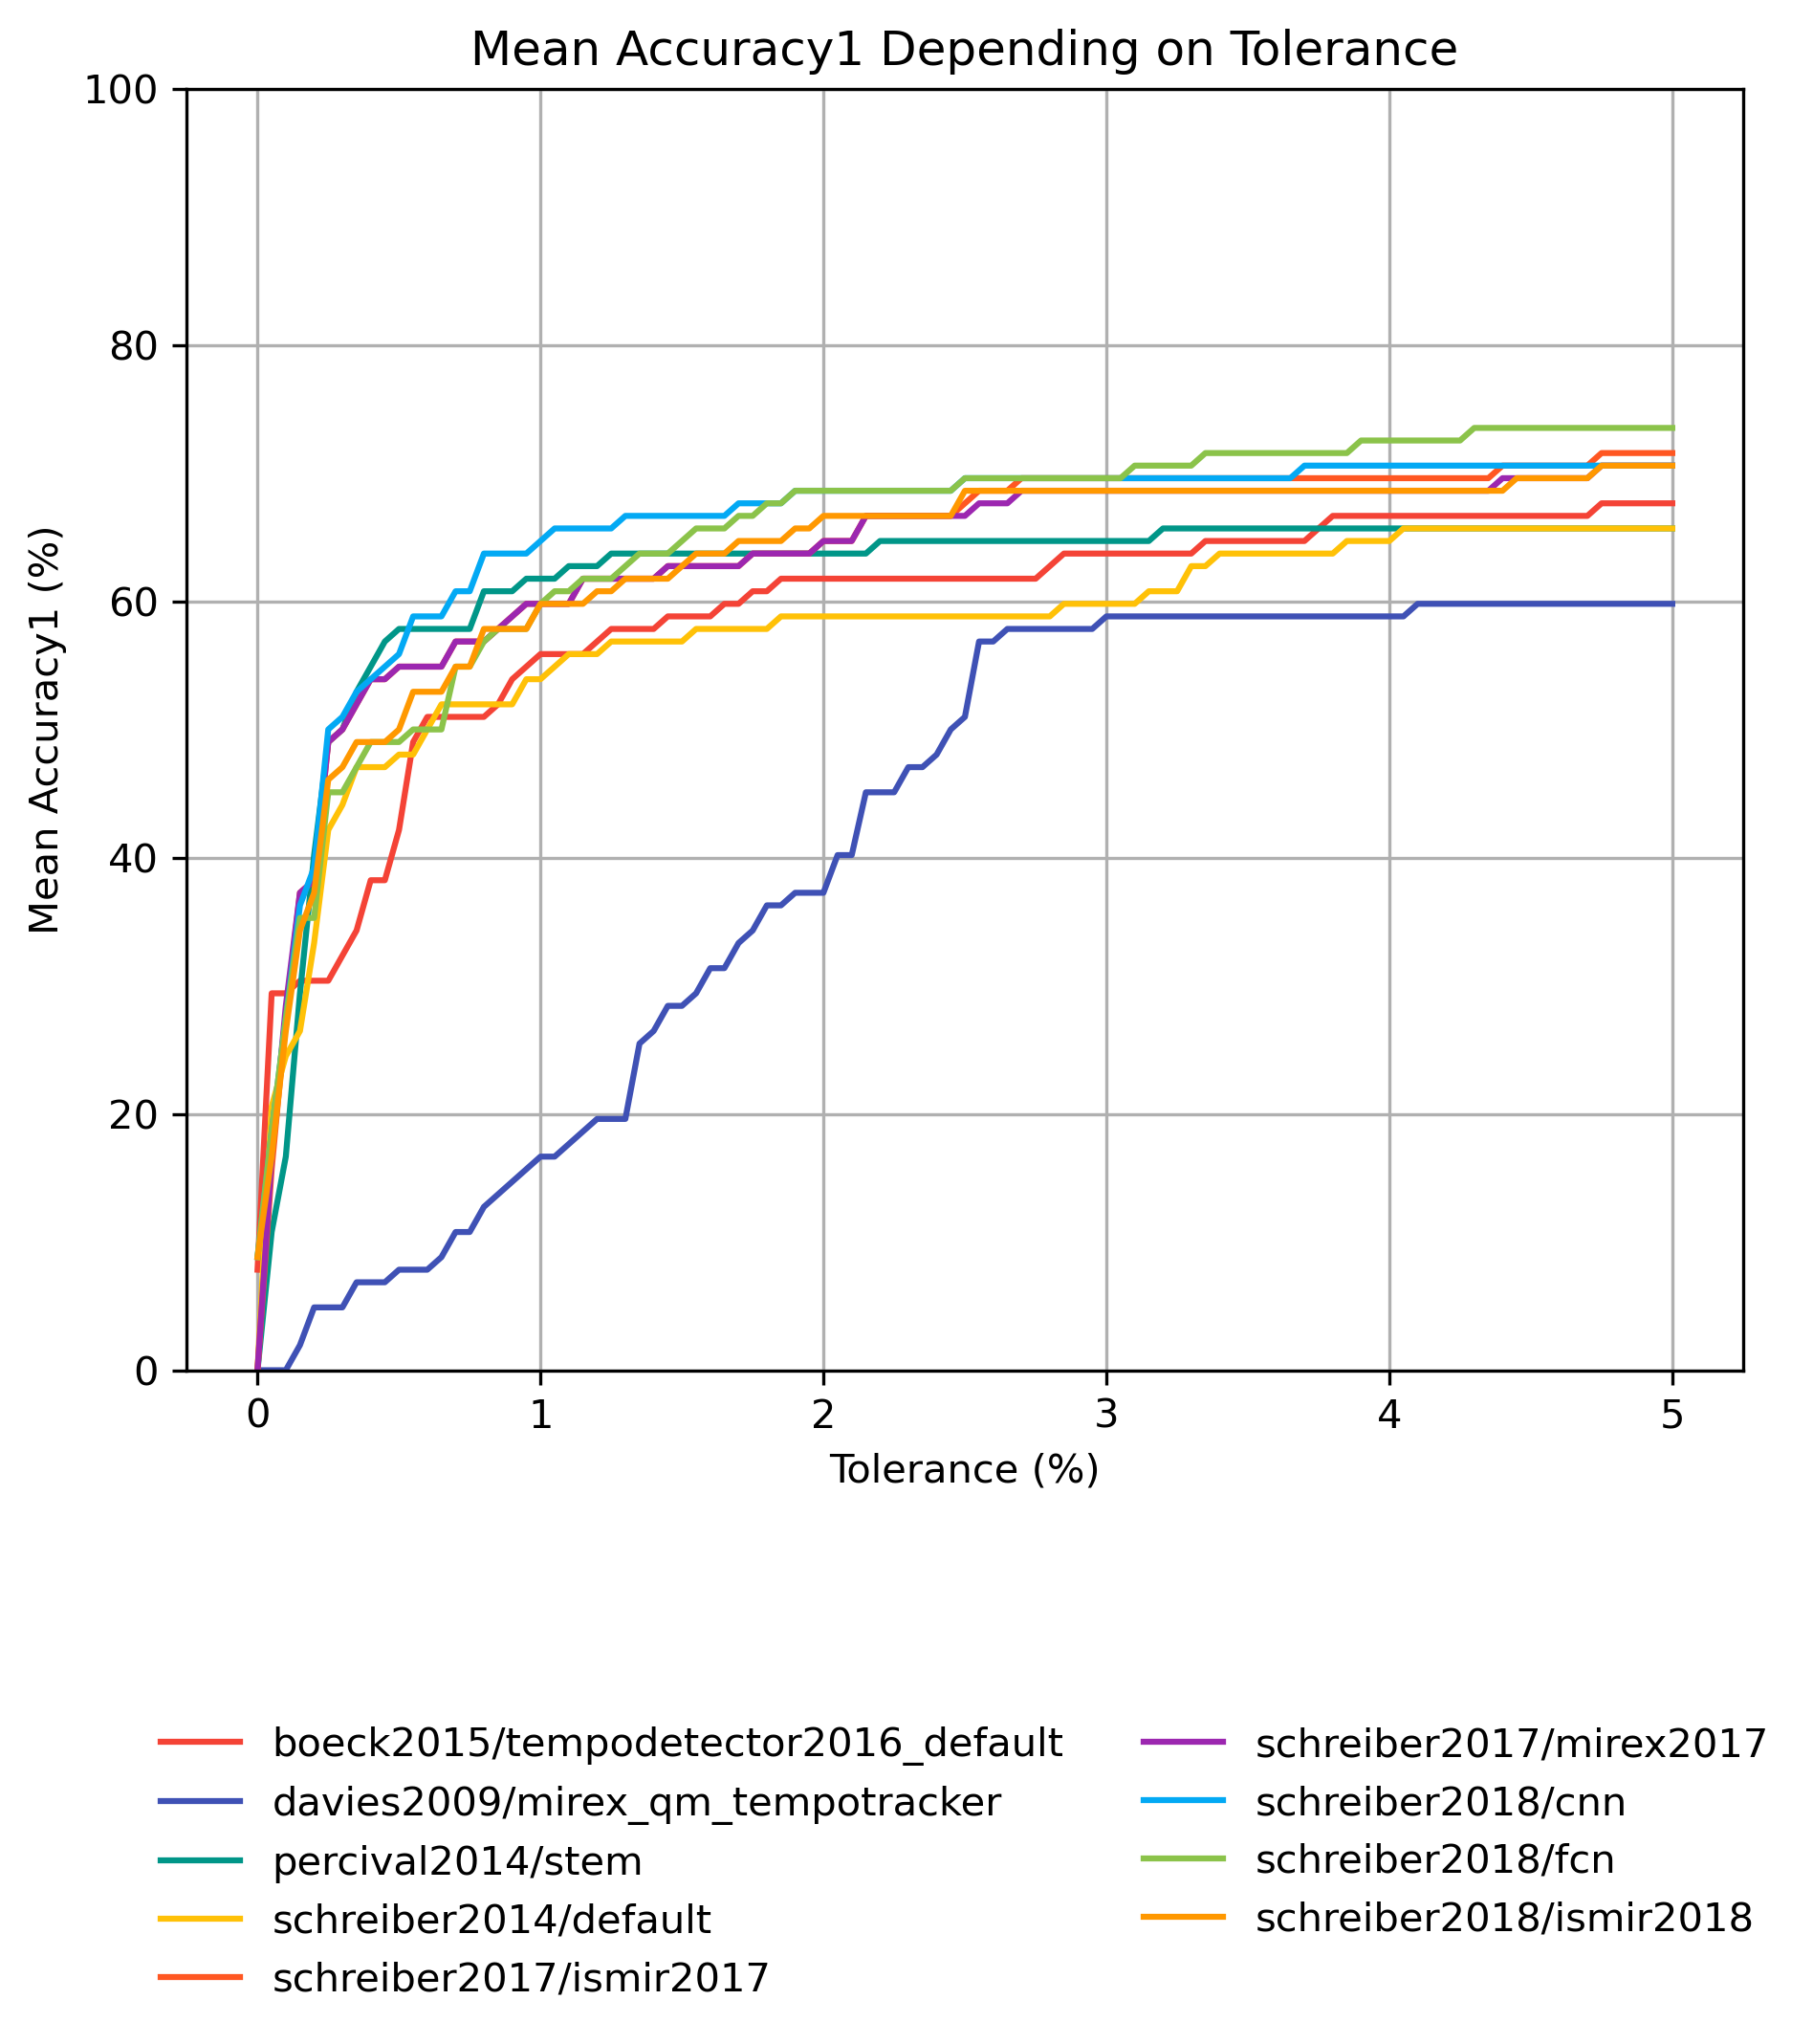 Mean Accuracy1 Depending on Tolerance
100
80
60
40
20
0
Mean Accuracy1 (%)
0 1 2 3 4 5
Tolerance (%)
boeck2015/tempodetector2016_default
davies2009/mirex_qm_tempotracker
percival2014/stem
schreiber2014/default
schreiber2017/ismir2017
schreiber2017/mirex2017
schreiber2018/cnn
schreiber2018/fcn
schreiber2018/ismir2018